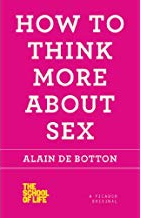 HOW TO
THINK
MORE
ABOUT
SEX
ALAIN DE BOTTON
THE
SCHOOL
OF LIFE
A PICADOR
ORIGINAL